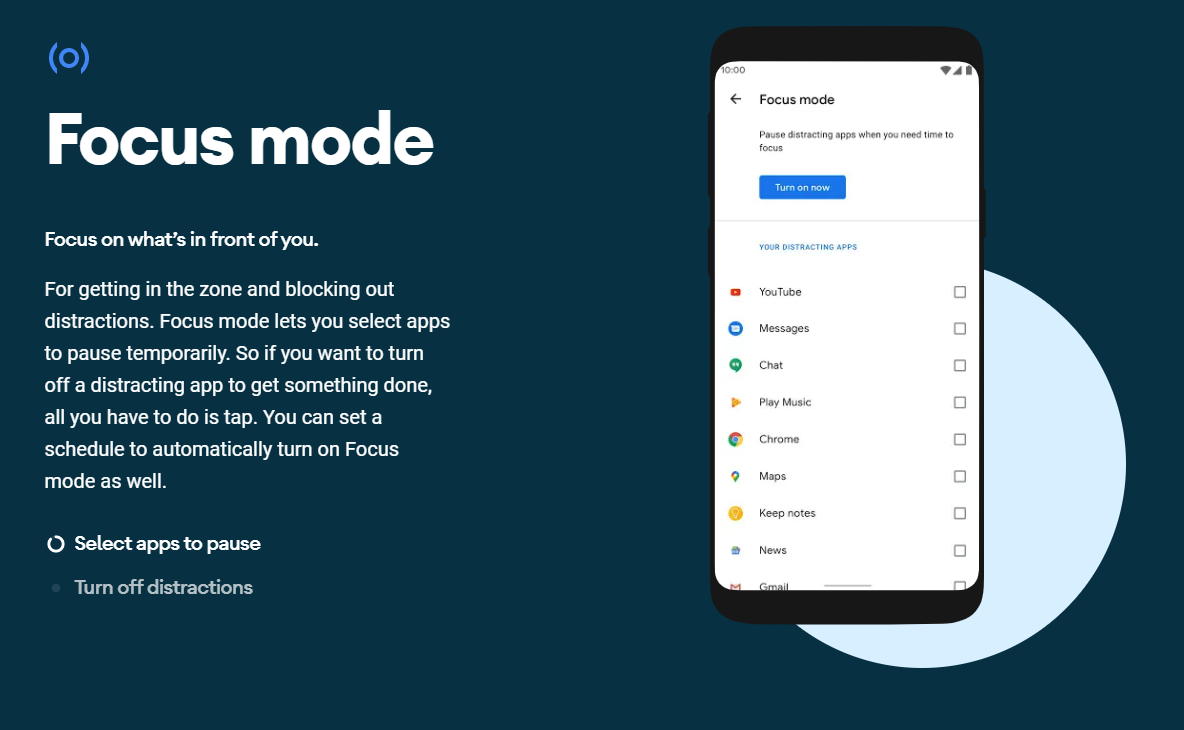 Focus mode
Focus on what's in front of you.
For getting in the zone and blocking out
distractions. Focus mode lets you select apps
to pause temporarily. So if you want to turn
off a distracting app to get something done,
all you have to do is tap. You can set a
schedule to automatically turn on Focus
mode as well.
Select apps to pause
Turn off distractions
10:00
Focus mode
Pause distracting apps when you need time to
focus
Turn on now
YOUR DISTRACTING APPS
YouTube
Messages
Chat
Play Music
Chrome
Maps
Keep notes
News
Gmail